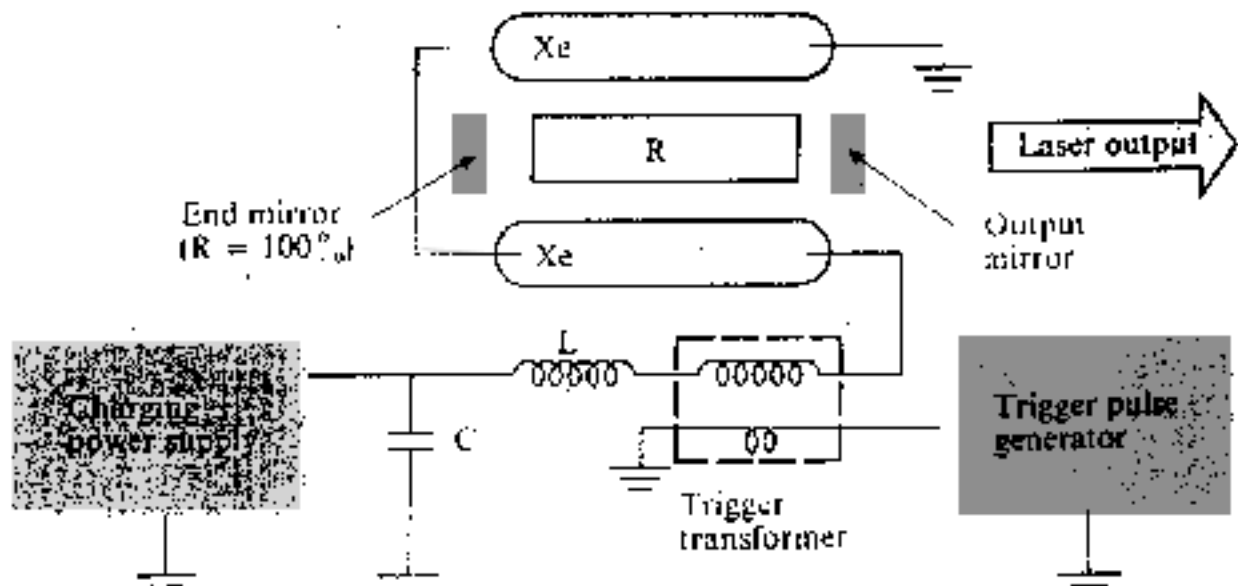 Xe
R
Laser output
End mirror
(R = 100%)
Output
mirror
Xe
L
Charging
power supply
C
Trigger pulse
generator
Trigger
transformer